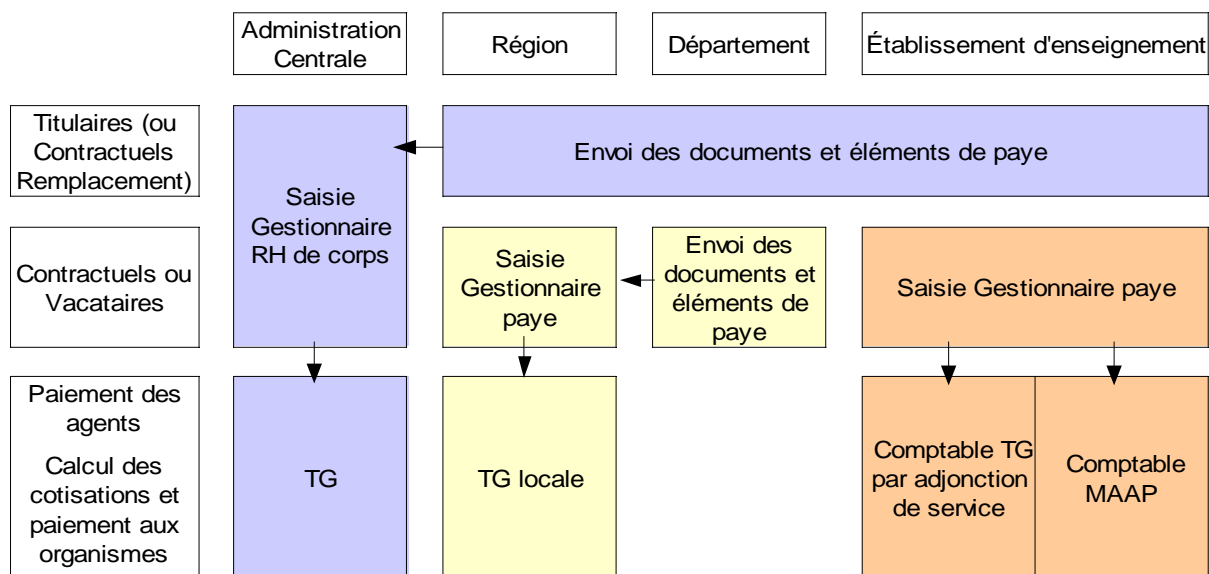 Administration
Centrale
Région
Département
Établissement d'enseignement
Titulaires (ou
Contractuels
Remplacement)
Envoi des documents et éléments de paye
Saisie
Gestionnaire
RH de corps
Contractuels ou
Vacataires
Saisie
Gestionnaire
paye
Envoi des
documents et
éléments de
paye
Saisie Gestionnaire paye
Paiement des
agents
Calcul des
cotisations et
paiement aux
organismes
TG
TG locale
Comptable TG
par adjonction
de service
Comptable
MAAP